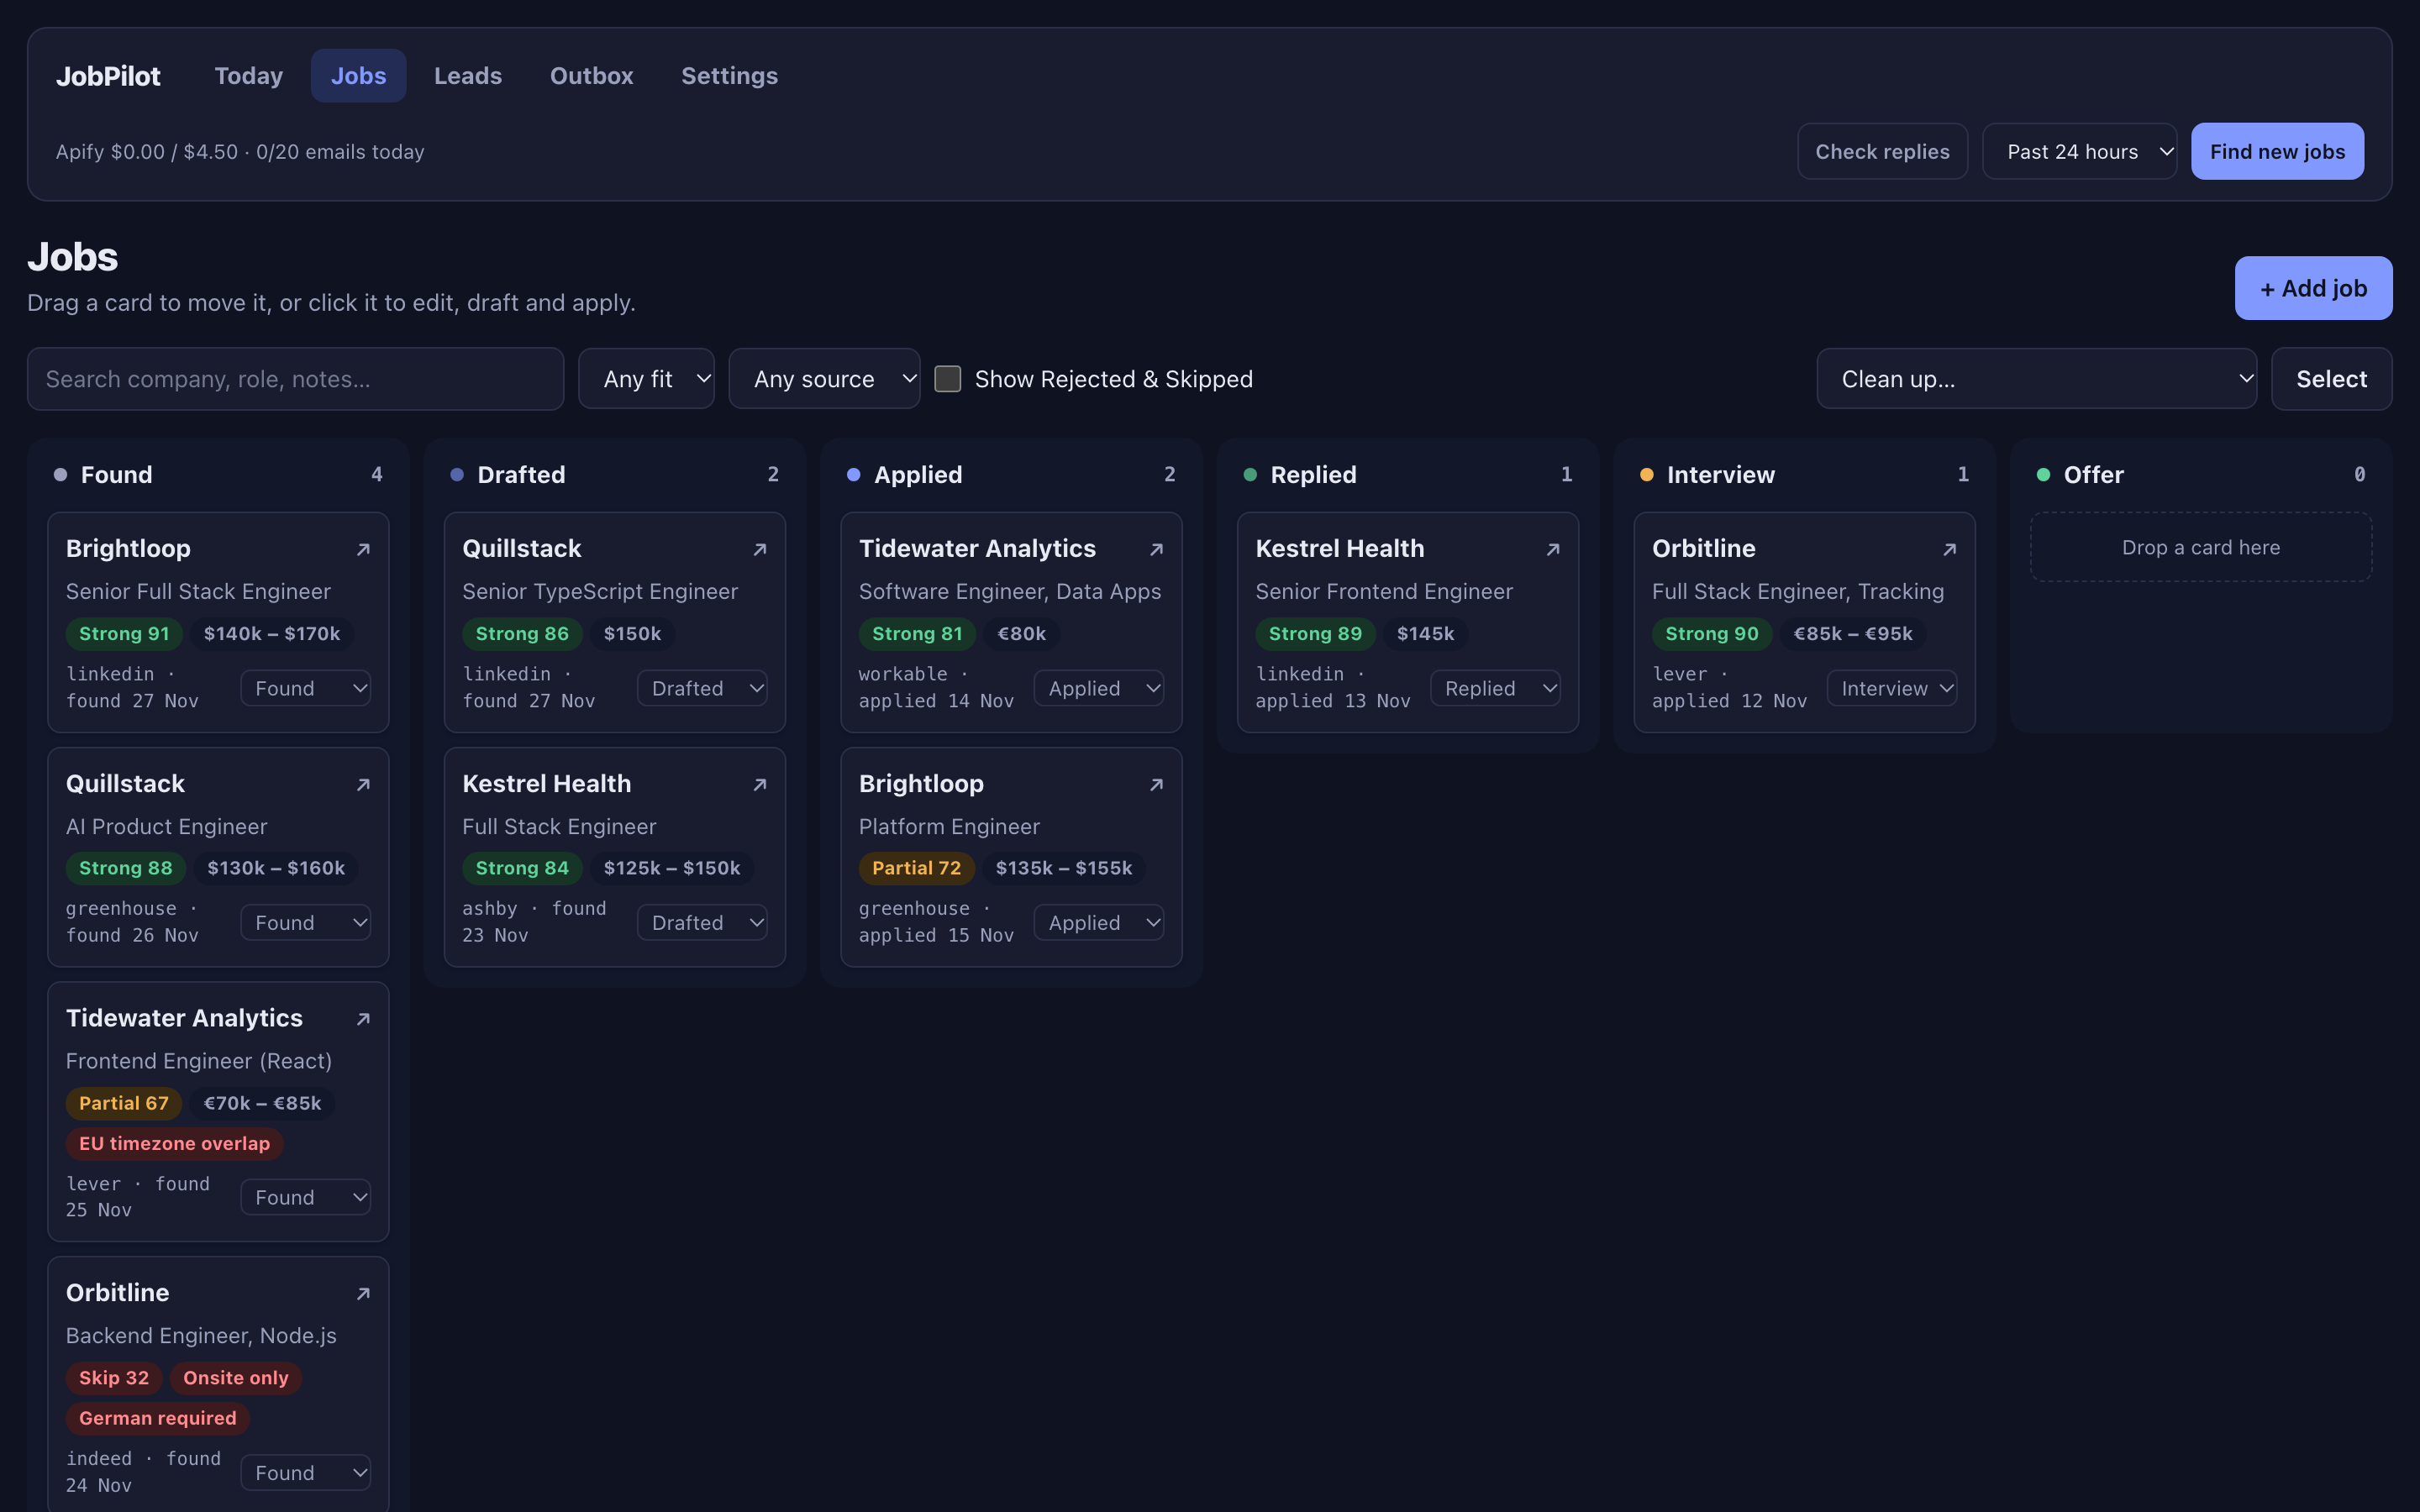 JobPilot Today Jobs Leads Outbox Settings
Apify $0.00 / $4.50 · 0/20 emails today Check replies Past 24 hours Find new jobs
Jobs
Drag a card to move it, or click it to edit, draft and apply.
+ Add job
Search company, role, notes... Any fit Any source Show Rejected & Skipped Clean up... Select
Found 4
Brightloop ↗
Senior Full Stack Engineer
Strong 91 $140k – $170k
linkedin ·
found 27 Nov
Found
Quillstack ↗
AI Product Engineer
Strong 88 $130k – $160k
greenhouse ·
found 26 Nov
Found
Tidewater Analytics ↗
Frontend Engineer (React)
Partial 67 €70k – €85k
EU timezone overlap
lever · found
25 Nov
Found
Orbitline ↗
Backend Engineer, Node.js
Skip 32 Onsite only
German required
indeed · found
24 Nov
Found
Drafted 2
Quillstack ↗
Senior TypeScript Engineer
Strong 86 $150k
linkedin ·
found 27 Nov
Drafted
Kestrel Health ↗
Full Stack Engineer
Strong 84 $125k – $150k
ashby · found
23 Nov
Drafted
Applied 2
Tidewater Analytics ↗
Software Engineer, Data Apps
Strong 81 €80k
workable ·
applied 14 Nov
Applied
Brightloop ↗
Platform Engineer
Partial 72 $135k – $155k
greenhouse ·
applied 15 Nov
Applied
Replied 1
Kestrel Health ↗
Senior Frontend Engineer
Strong 89 $145k
linkedin ·
applied 13 Nov
Replied
Interview 1
Orbitline ↗
Full Stack Engineer, Tracking
Strong 90 €85k – €95k
lever ·
applied 12 Nov
Interview
Offer 0
Drop a card here